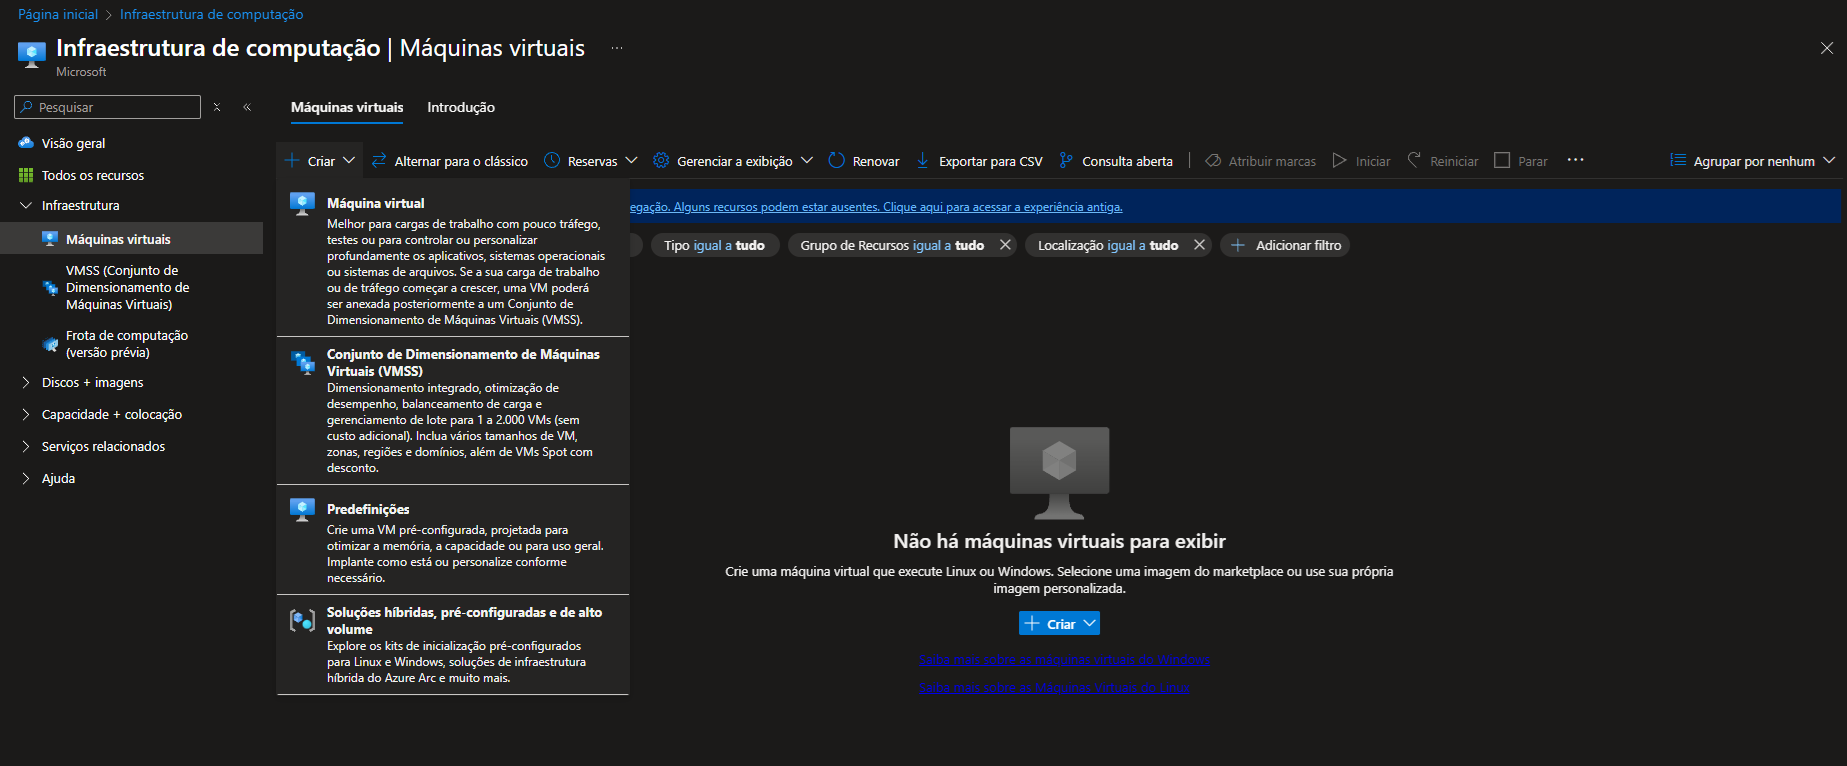 Página inicial > Infraestrutura de computação
Infraestrutura de computação | Máquinas virtuais ...
Microsoft
Pesquisar
Visão geral
Todos os recursos
Infraestrutura
Máquinas virtuais
VMSS (Conjunto de
Dimensionamento de
Máquinas Virtuais)
Frota de computação
(versão prévia)
Discos + imagens
Capacidade + colocação
Serviços relacionados
Ajuda
Máquinas virtuais Introdução
Criar Alternar para o clássico Reservas Gerenciar a exibição Renovar Exportar para CSV Consulta aberta Atribuir marcas Iniciar Reiniciar Parar ... Agrupar por nenhum
Máquina virtual
Melhor para cargas de trabalho com pouco tráfego,
testes ou para controlar ou personalizar
profundamente os aplicativos, sistemas operacionais
ou sistemas de arquivos. Se a sua carga de trabalho
ou de tráfego começar a crescer, uma VM poderá
ser anexada posteriormente a um Conjunto de
Dimensionamento de Máquinas Virtuais (VMSS).
Conjunto de Dimensionamento de Máquinas
Virtuais (VMSS)
Dimensionamento integrado, otimização de
desempenho, balanceamento de carga e
gerenciamento de lote para 1 a 2.000 VMs (sem
custo adicional). Inclua vários tamanhos de VM,
zonas, regiões e domínios, além de VMs Spot com
desconto.
Predefinições
Crie uma VM pré-configurada, projetada para
otimizar a memória, a capacidade ou para uso geral.
Implante como está ou personalize conforme
necessário.
Soluções híbridas, pré-configuradas e de alto
volume
Explore os kits de inicialização pré-configurados
para Linux e Windows, soluções de infraestrutura
híbrida do Azure Arc e muito mais.
egação. Alguns recursos podem estar ausentes. Clique aqui para acessar a experiência antiga.
Tipo igual a tudo Grupo de Recursos igual a tudo Localização igual a tudo Adicionar filtro
Não há máquinas virtuais para exibir
Crie uma máquina virtual que execute Linux ou Windows. Selecione uma imagem do marketplace ou use sua própria
imagem personalizada.
Criar
Saiba mais sobre as máquinas virtuais do Windows
Saiba mais sobre as Máquinas Virtuais do Linux